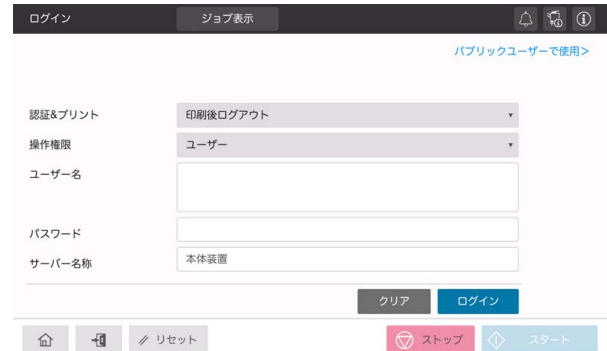 ログイン ジョブ表示
パブリックユーザーで使用>
認証&プリント 印刷後ログアウト
操作権限 ユーザー
ユーザー名
パスワード
サーバー名称 本体装置
クリア ログイン
リセット ストップ スタート